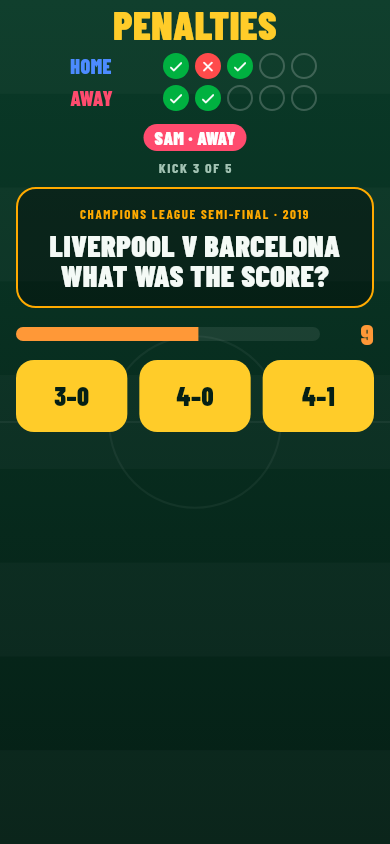 PENALTIES
HOME
AWAY
SAM · AWAY
KICK 3 OF 5
CHAMPIONS LEAGUE SEMI-FINAL · 2019
LIVERPOOL V BARCELONA
WHAT WAS THE SCORE?
9
3–0 4–0 4–1